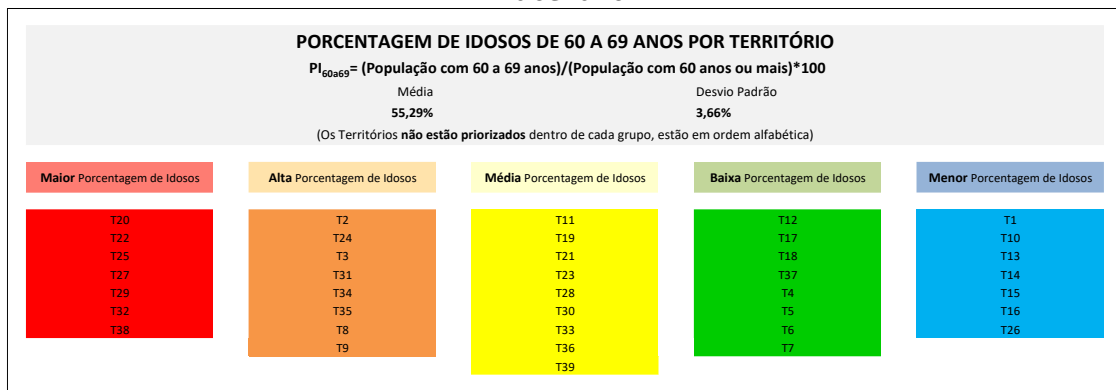 PORCENTAGEM DE IDOSOS DE 60 A 69 ANOS POR TERRITÓRIO
PI60a69= (População com 60 a 69 anos)/(População com 60 anos ou mais)*100
Média Desvio Padrão
55,29% 3,66%
(Os Territórios não estão priorizados dentro de cada grupo, estão em ordem alfabética)
Maior Porcentagem de Idosos Alta Porcentagem de Idosos Média Porcentagem de Idosos Baixa Porcentagem de Idosos Menor Porcentagem de Idosos
T20 T2 T11 T12 T1
T22 T24 T19 T17 T10
T25 T3 T21 T18 T13
T27 T31 T23 T37 T14
T29 T34 T28 T4 T15
T32 T35 T30 T5 T16
T38 T8 T33 T6 T26
T9 T36 T7
T39